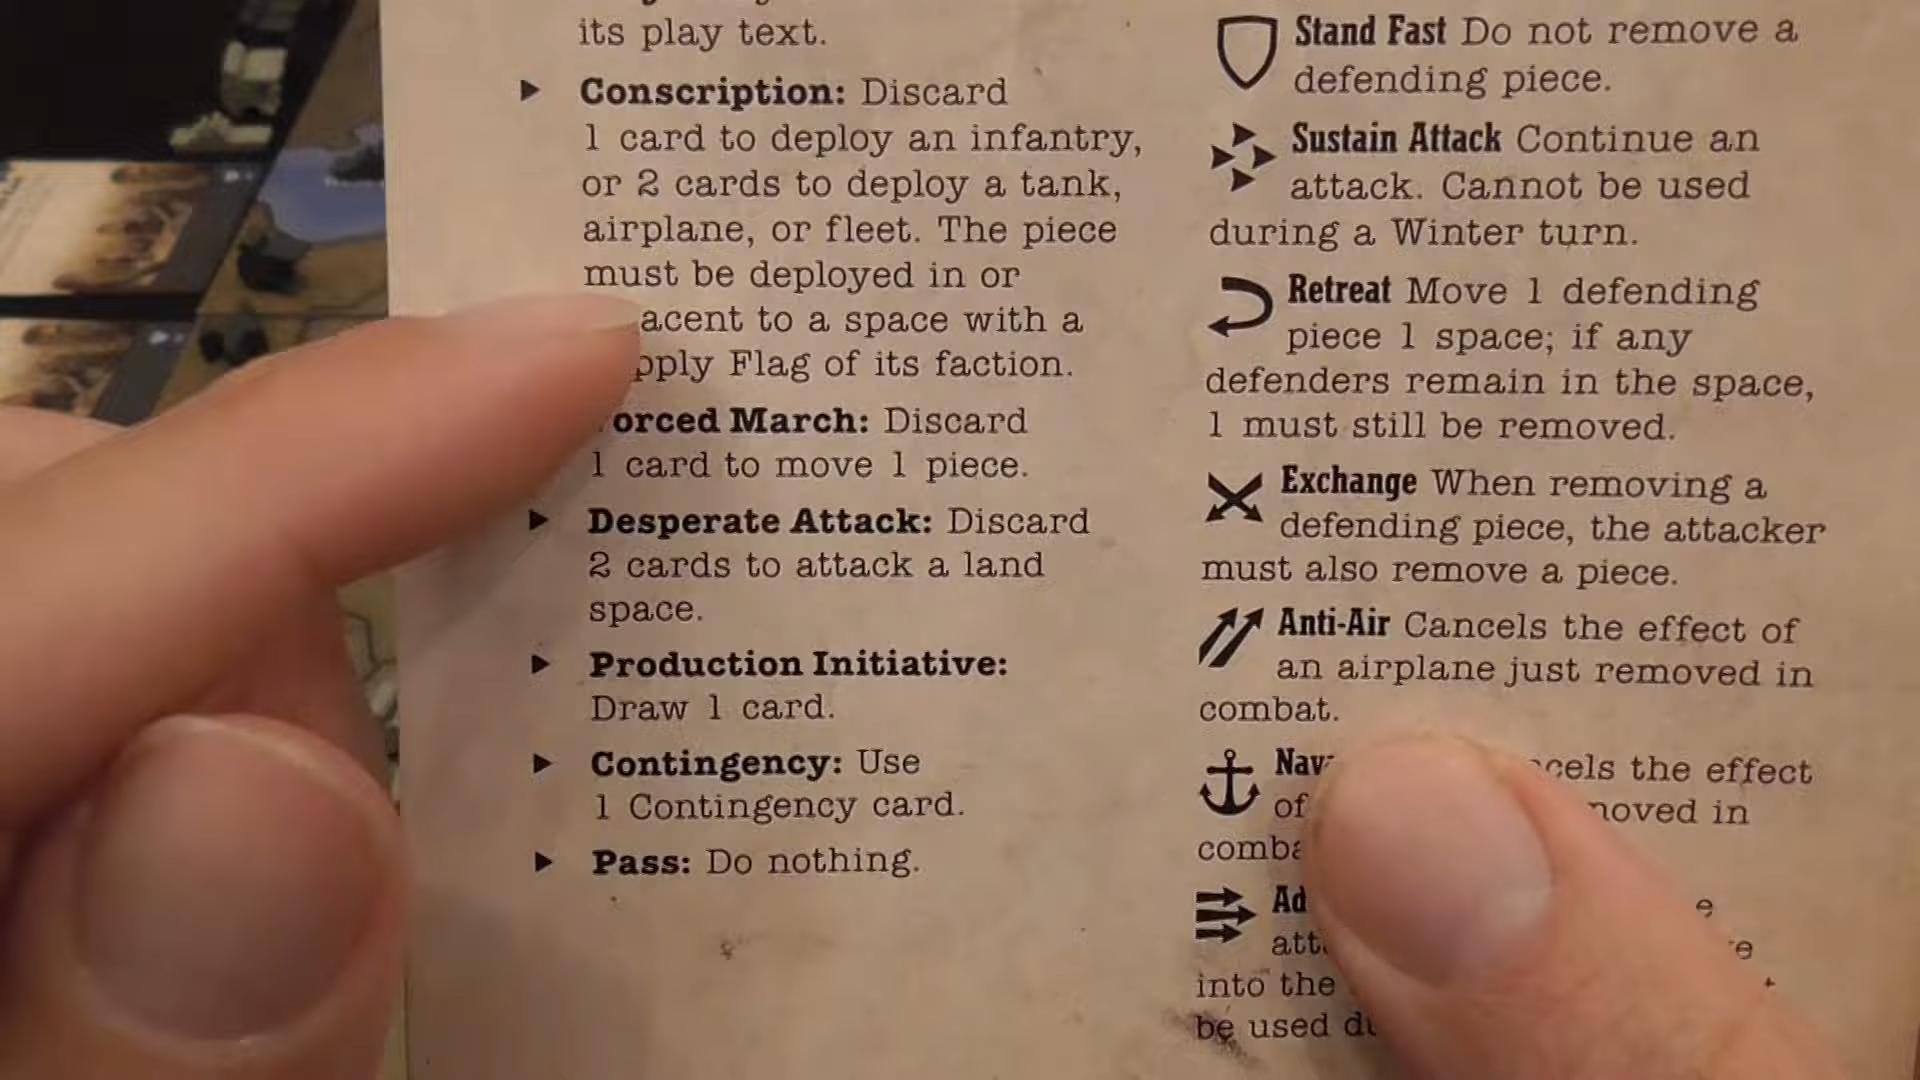 its play text.
▶ Conscription: Discard
1 card to deploy an infantry,
or 2 cards to deploy a tank,
airplane, or fleet. The piece
must be deployed in or
acent to a space with a
pply Flag of its faction.
orced March: Discard
1 card to move 1 piece.
▶ Desperate Attack: Discard
2 cards to attack a land
space.
▶ Production Initiative:
Draw 1 card.
▶ Contingency: Use
1 Contingency card.
▶ Pass: Do nothing.
Stand Fast Do not remove a
defending piece.
Sustain Attack Continue an
attack. Cannot be used
during a Winter turn.
Retreat Move 1 defending
piece 1 space; if any
defenders remain in the space,
1 must still be removed.
Exchange When removing a
defending piece, the attacker
must also remove a piece.
Anti-Air Cancels the effect of
an airplane just removed in
combat.
the effect
of in
into the
be used